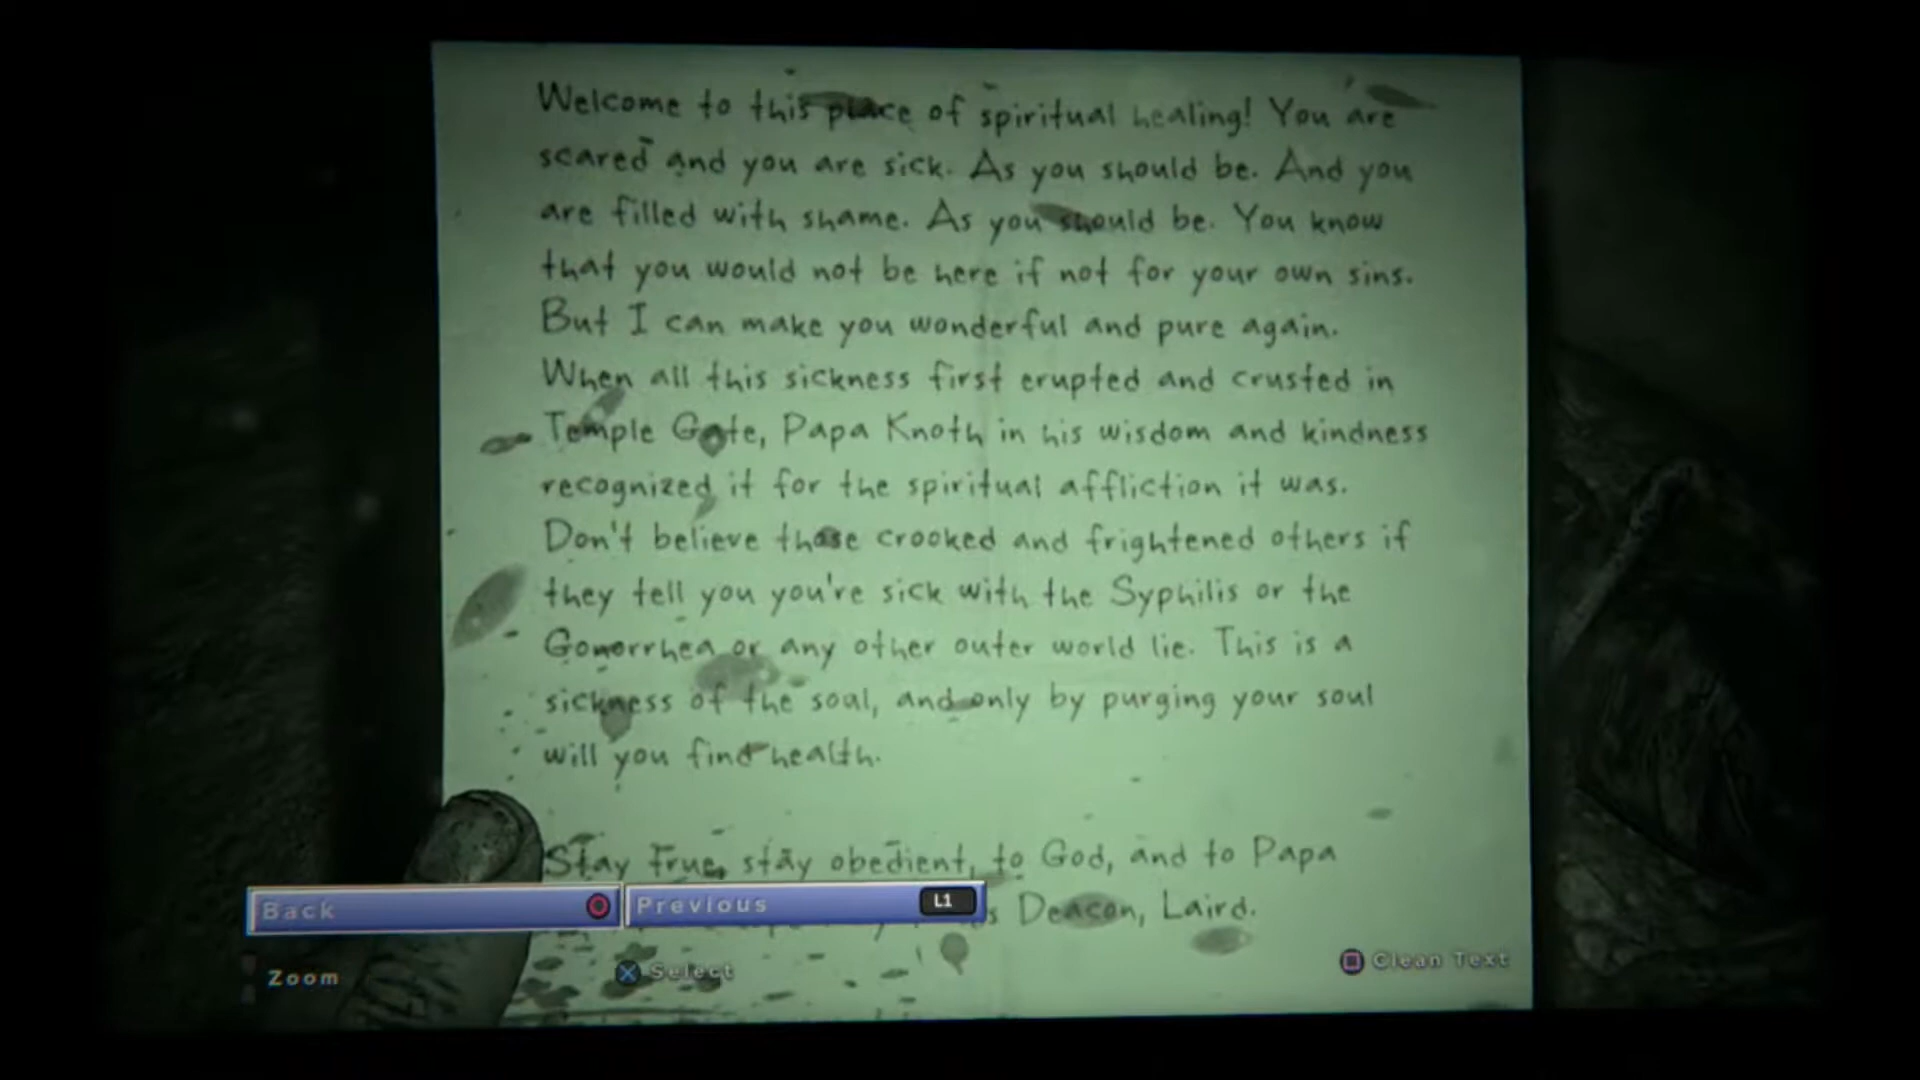 Welcome to this place of spiritual healing! You are
scared and you are sick. As you should be. And you
are filled with shame. As you should be. You know
that you would not be here if not for your own sins.
But I can make you wonderful and pure again.
When all this sickness first erupted and crusted in
Temple Gate, Papa Knoth in his wisdom and kindness
recognized it for the spiritual affliction it was.
Don't believe those crooked and frightened others if
they tell you you're sick with the Syphilis or the
Gonorrhea or any other outer world lie. This is a
sickness of the soul, and only by purging your soul
will you find health.
Stay true, stay obedient, to God, and to Papa
Deacon, Laird.
Back
Previous L1
Zoom
Select
Clean Text